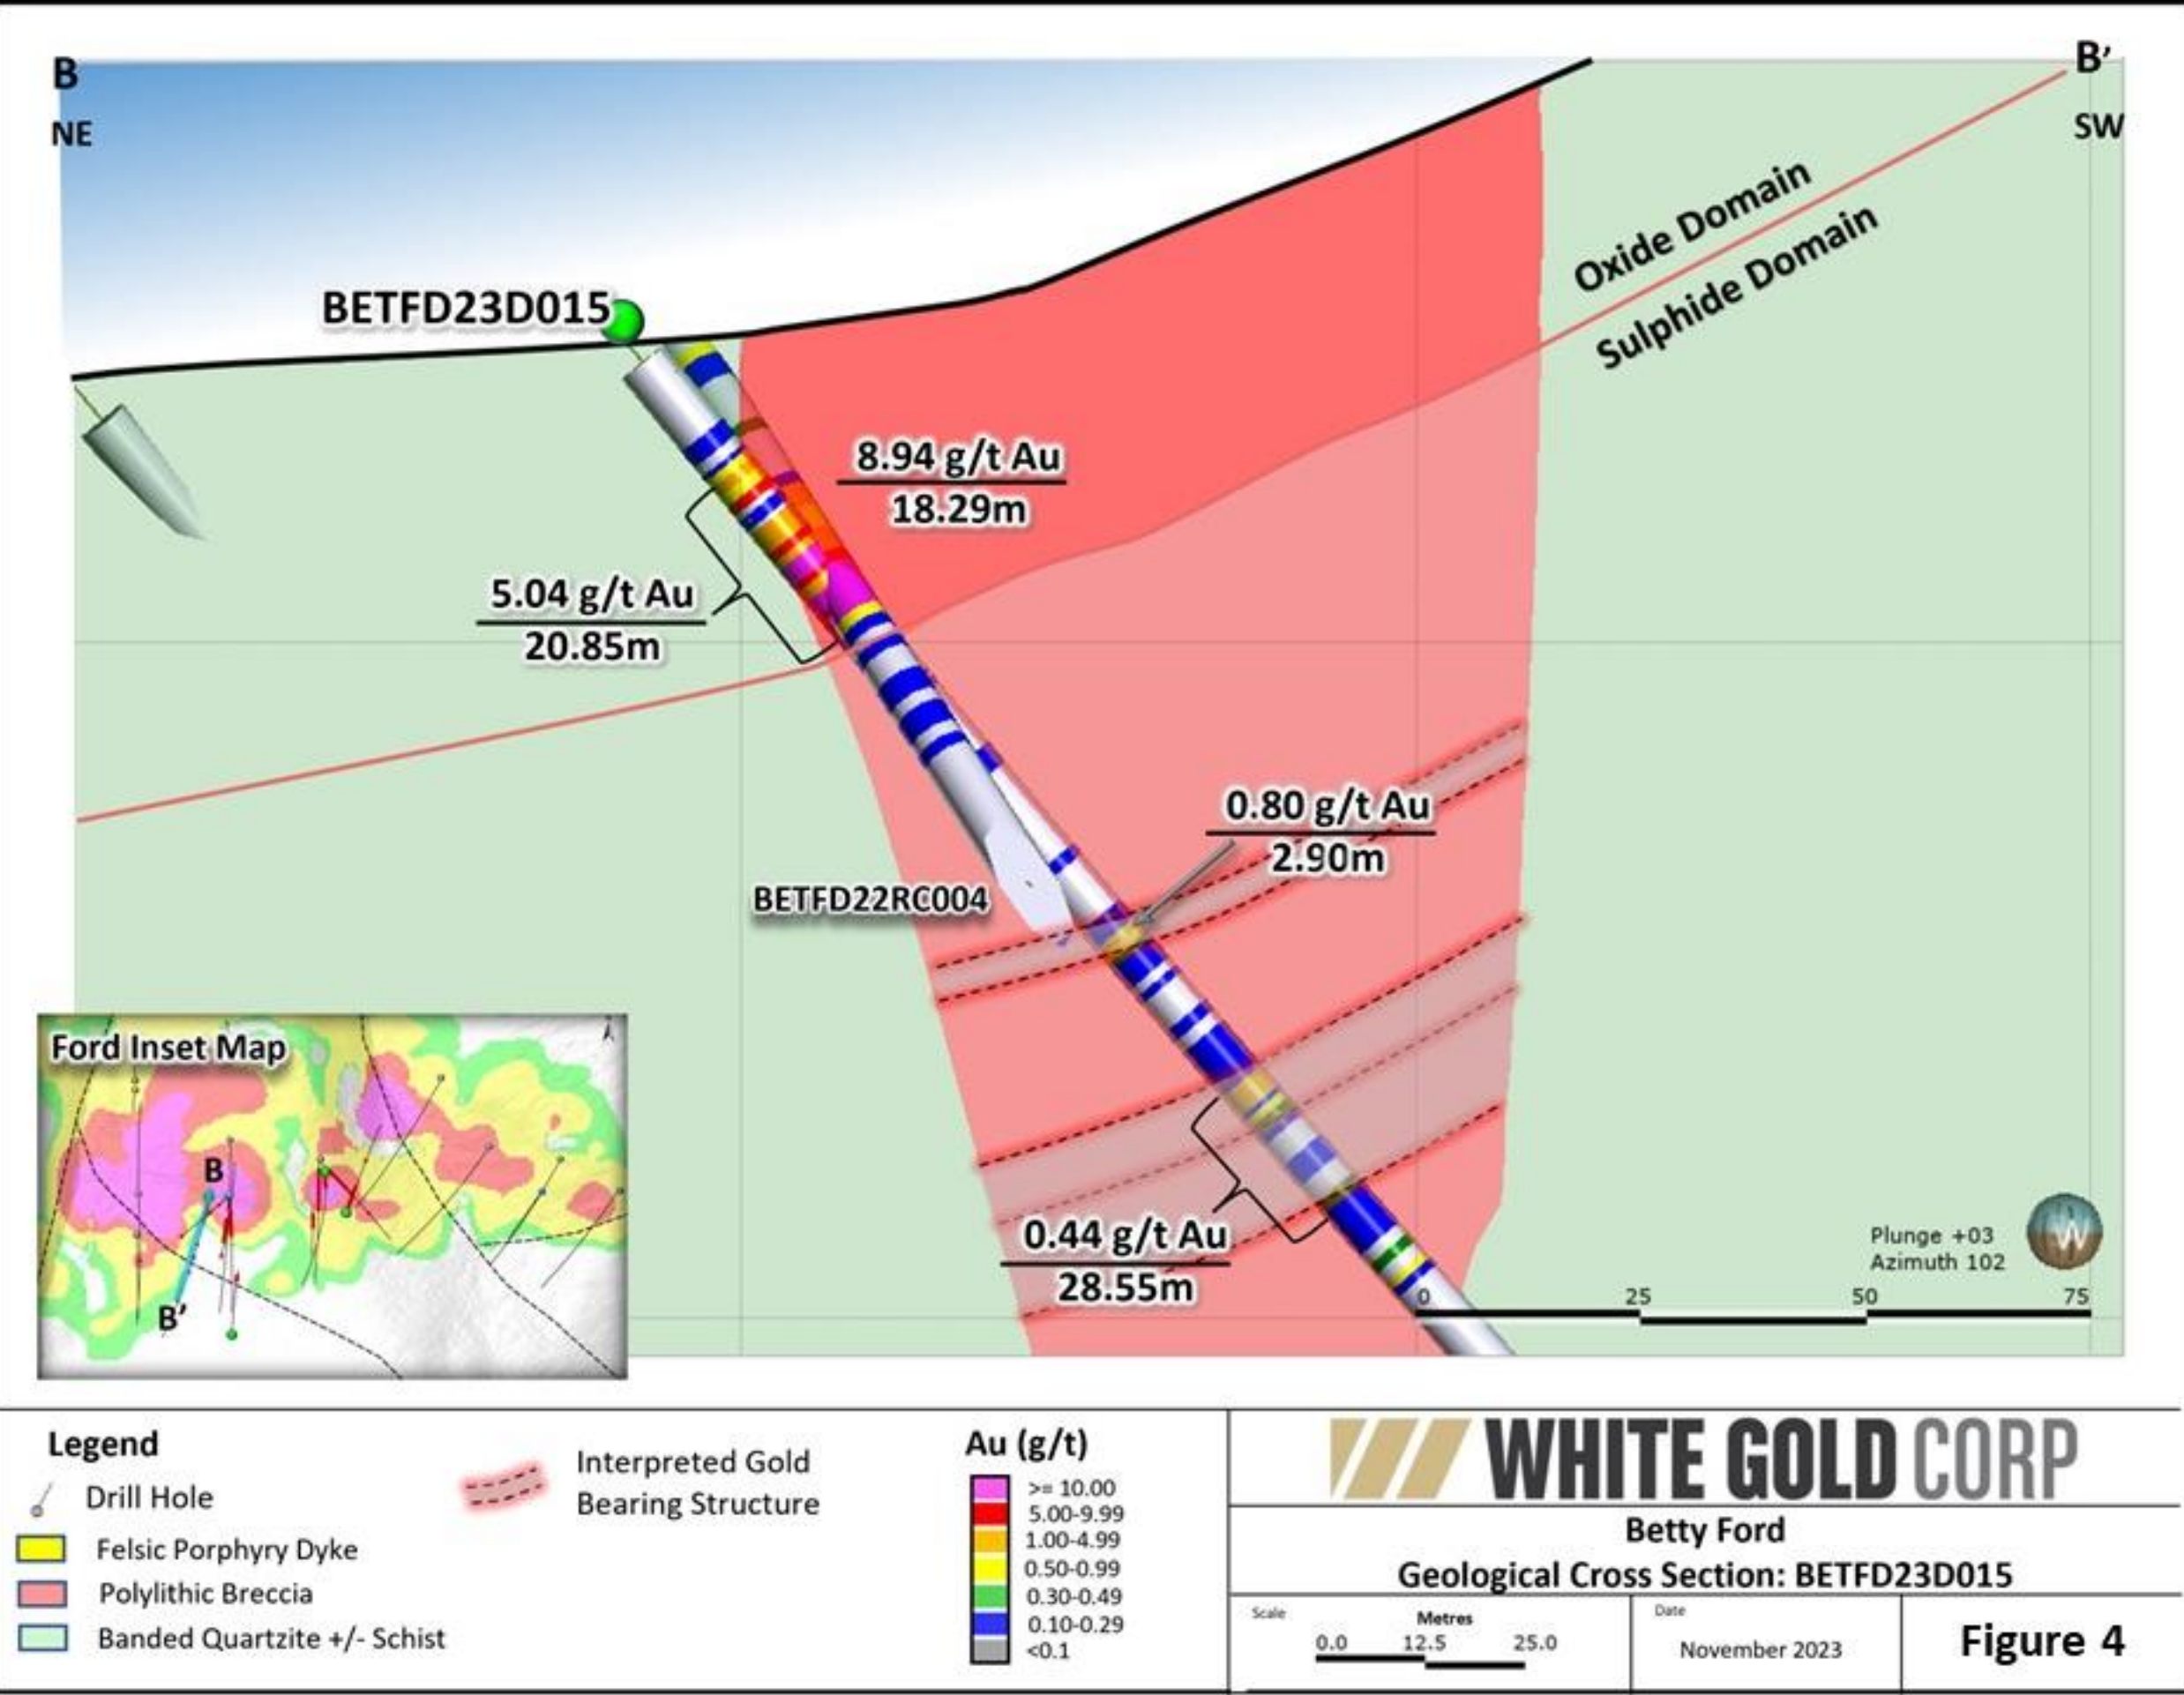 B
NE
B’
SW
Oxide Domain
Sulphide Domain
BETFD23D015
8.94 g/t Au
18.29m
5.04 g/t Au
20.85m
0.80 g/t Au
2.90m
BETFD22RC004
0.44 g/t Au
28.55m
Ford Inset Map
B
B’
Plunge +03
Azimuth 102
0 25 50 75
Legend
Drill Hole
Felsic Porphyry Dyke
Polylithic Breccia
Banded Quartzite +/- Schist
Interpreted Gold
Bearing Structure
Au (g/t)
>= 10.00
5.00-9.99
1.00-4.99
0.50-0.99
0.30-0.49
0.10-0.29
<0.1
WHITE GOLD CORP
Betty Ford
Geological Cross Section: BETFD23D015
Scale
Metres
0.0 12.5 25.0
Date
November 2023
Figure 4